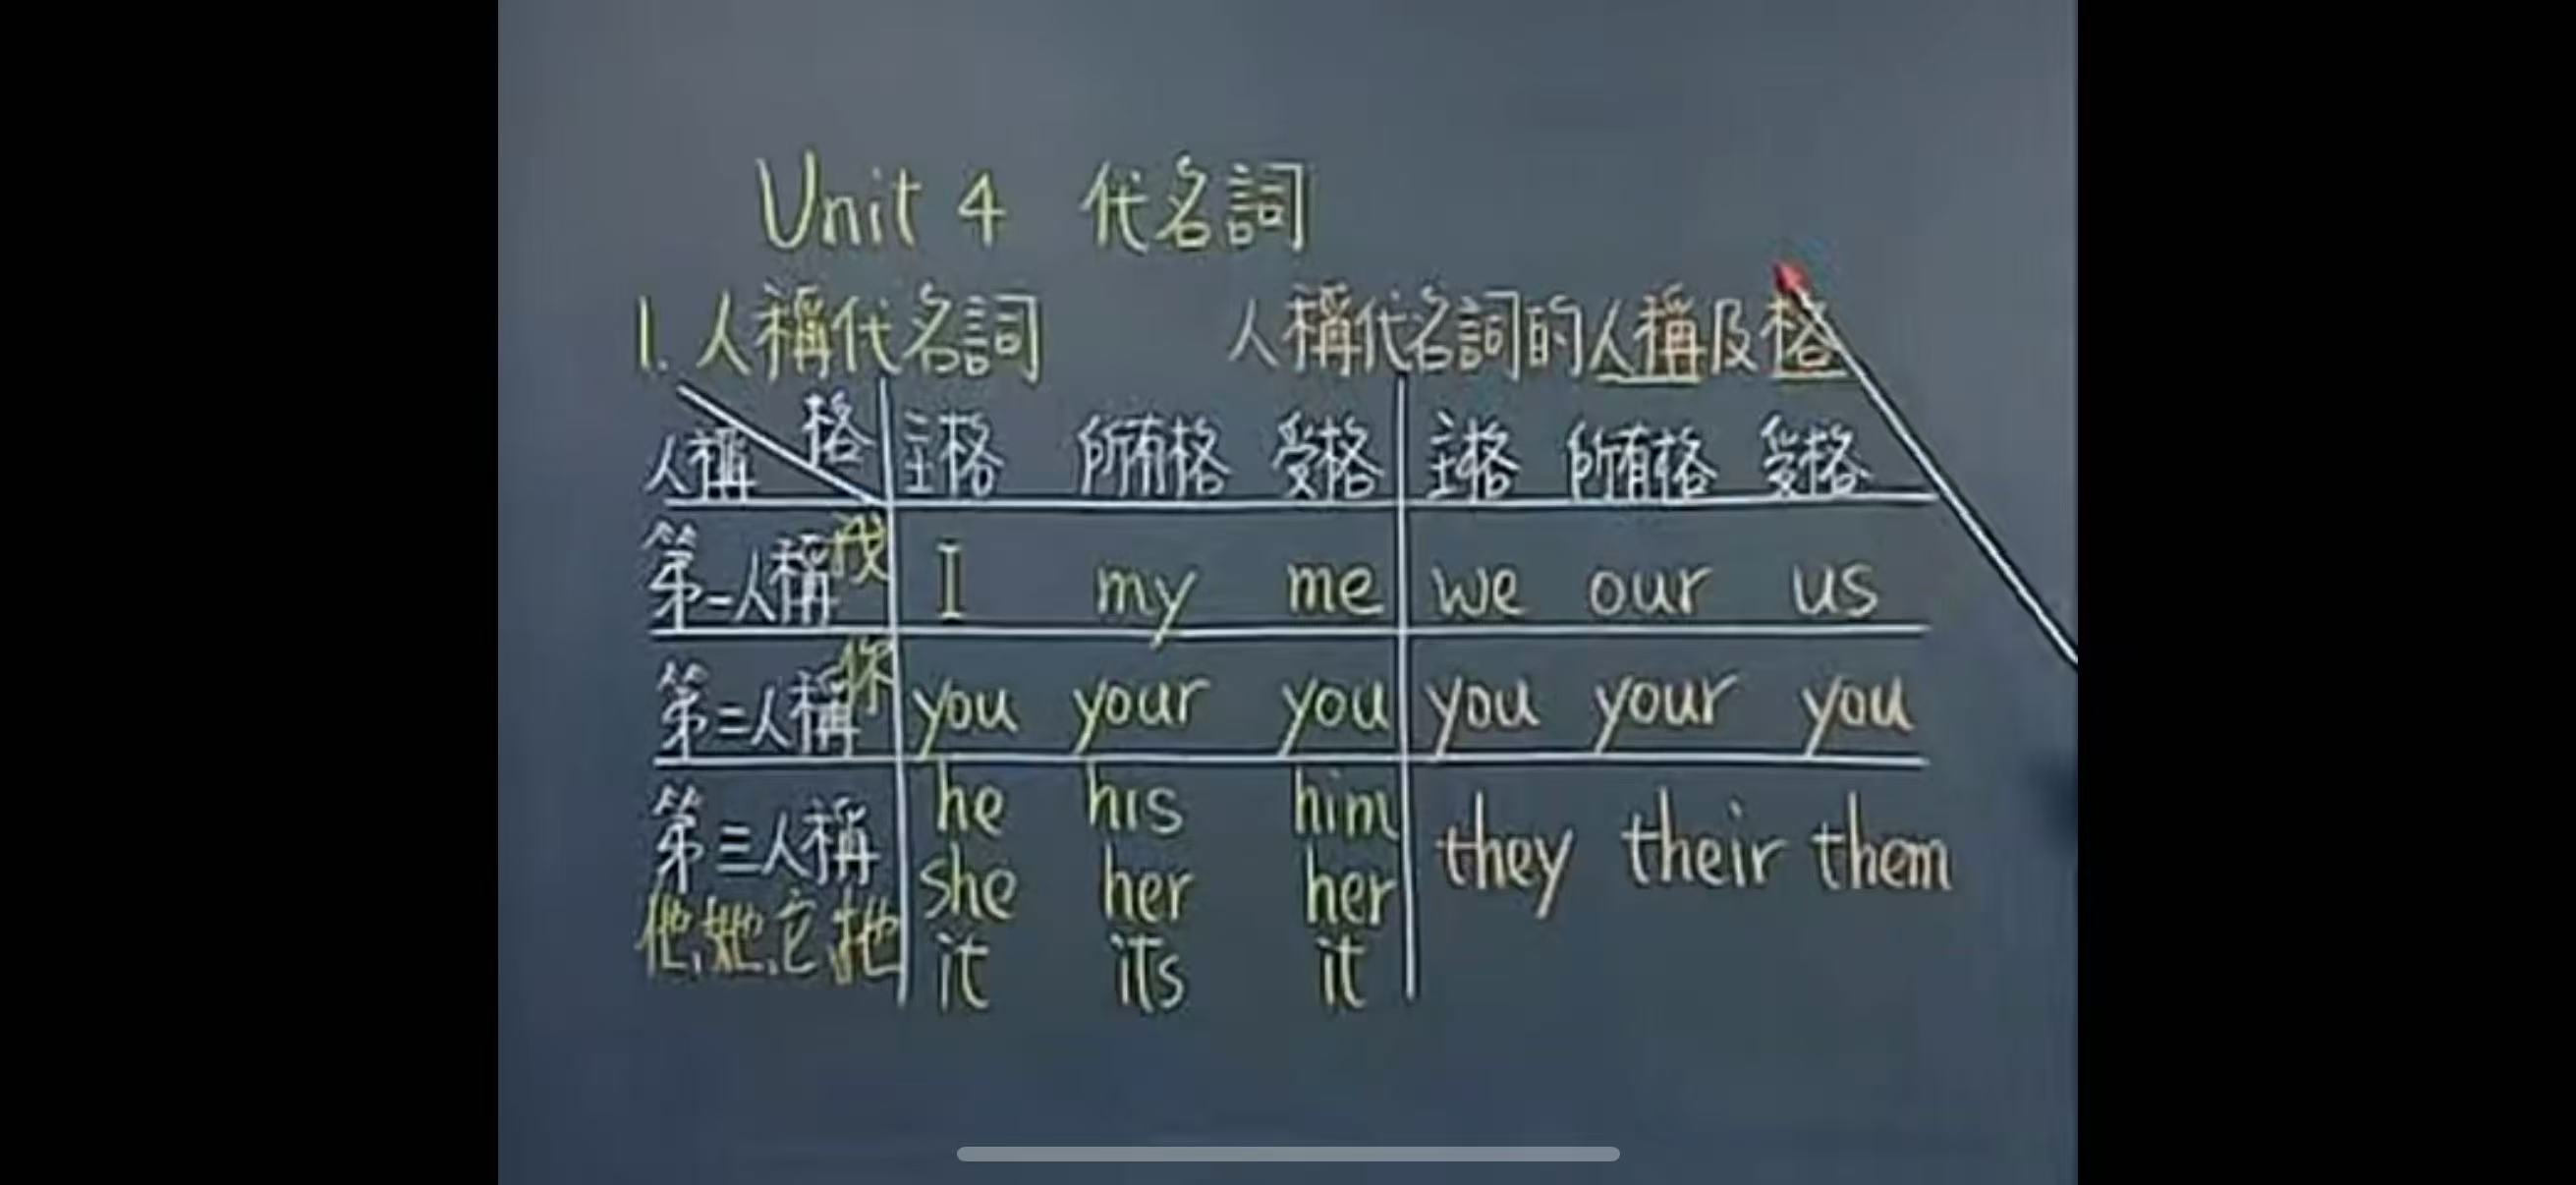 Unit 4 代名詞
1. 人稱代名詞 人稱代名詞的人稱及格
人稱 格 主格 所有格 受格 主格 所有格 受格
第一人稱 我 I my me we our us
第二人稱 你 you your you you your you
第三人稱 he his him they their them
she her her
他,她,它,牠 it its it